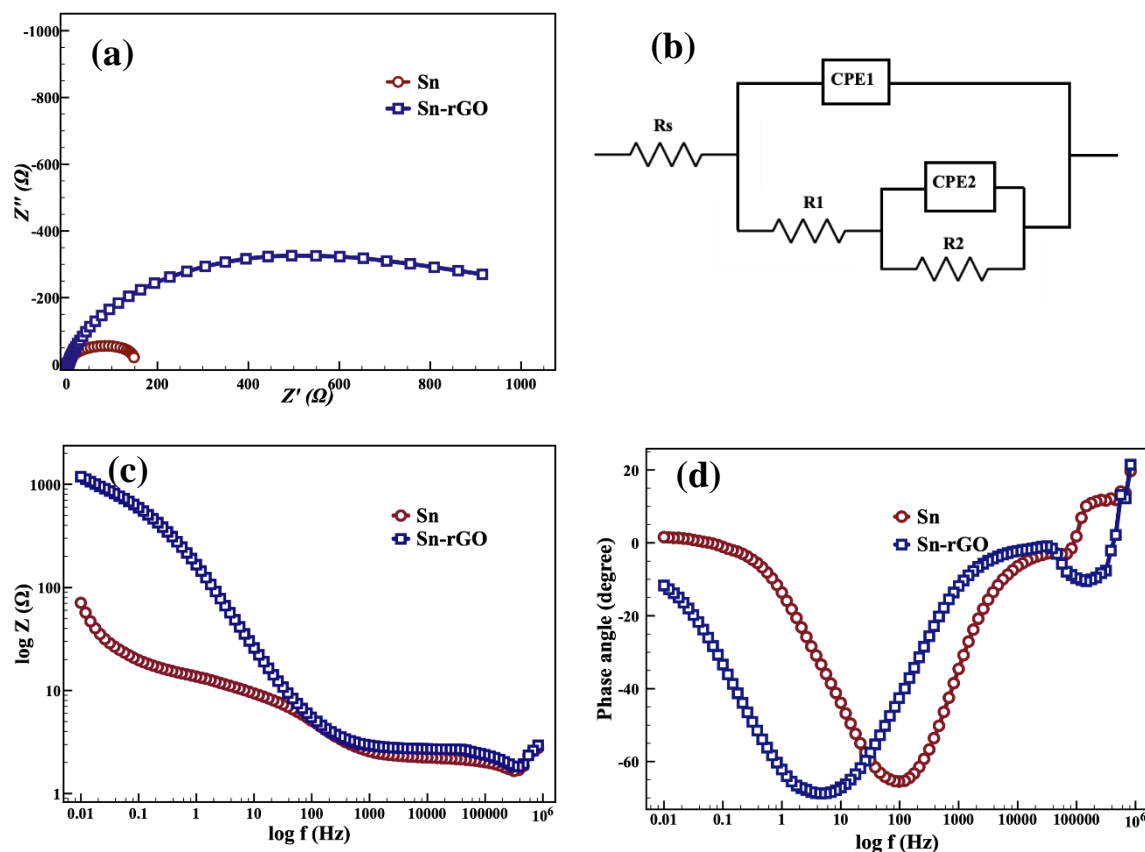 (a)
-1000
-800
-600
-400
-200
0
Z'' (Ω)
Sn
Sn-rGO
0 200 400 600 800 1000
Z' (Ω)
(b)
CPE1
Rs
CPE2
R1
R2
(c)
1000
100
10
1
log Z (Ω)
Sn
Sn-rGO
0.01 0.1 1 10 100 1000 100000 10⁶
log f (Hz)
(d)
20
0
-20
-40
-60
Phase angle (degree)
Sn
Sn-rGO
0.01 0.1 1 10 100 1000 100000 10⁶
log f (Hz)